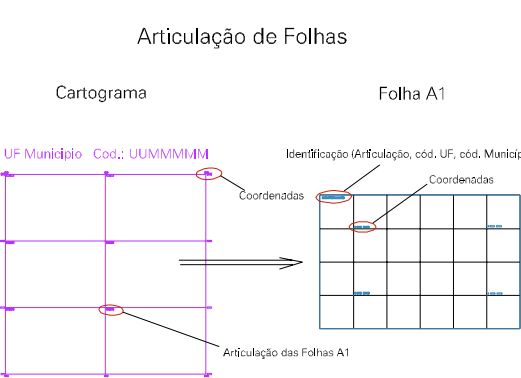 Articulação de Folhas
Cartograma
Folha A1
UF Municipio Cod.: UUMMMMM
Identificação (Articulação, cód. UF, cód. Municíp
Coordenadas
Coordenadas
Articulação das Folhas A1